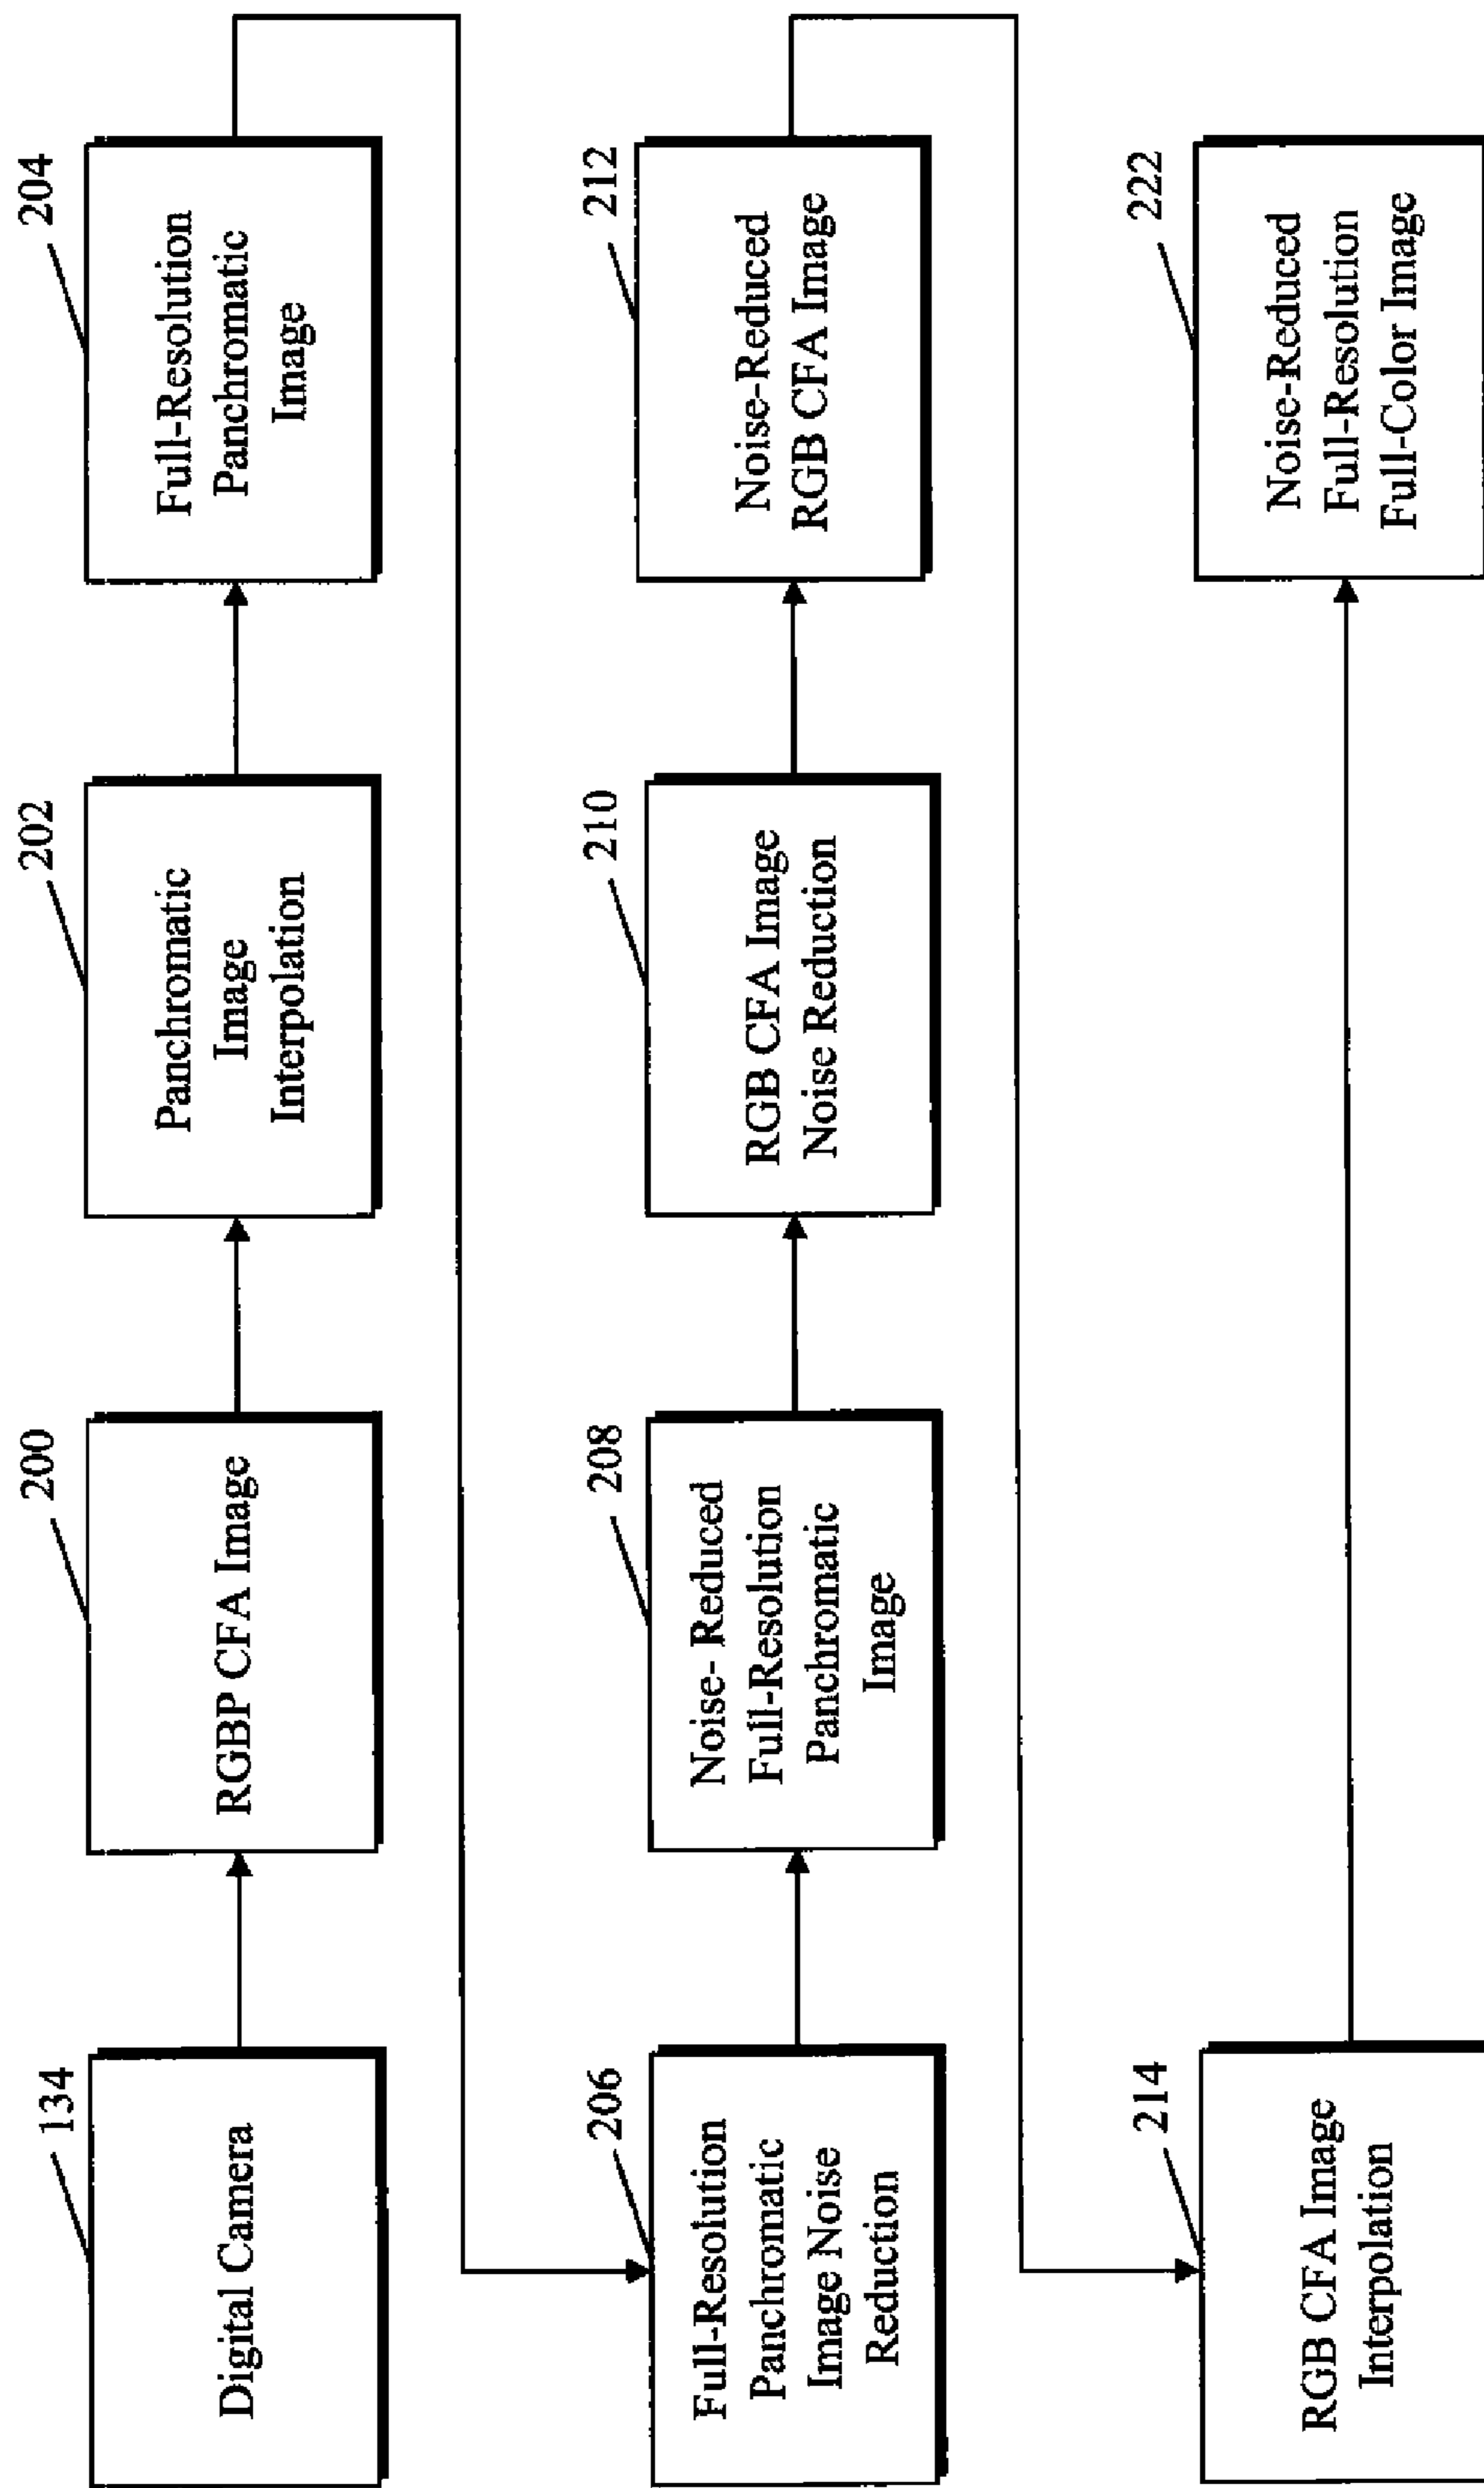 134
Digital Camera
200
RGBP CFA Image
202
Panchromatic
Image
Interpolation
204
Full-Resolution
Panchromatic
Image
206
Full-Resolution
Panchromatic
Image Noise
Reduction
208
Noise- Reduced
Full-Resolution
Panchromatic
Image
210
RGB CFA Image
Noise Reduction
212
Noise-Reduced
RGB CFA Image
214
RGB CFA Image
Interpolation
222
Noise-Reduced
Full-Resolution
Full-Color Image